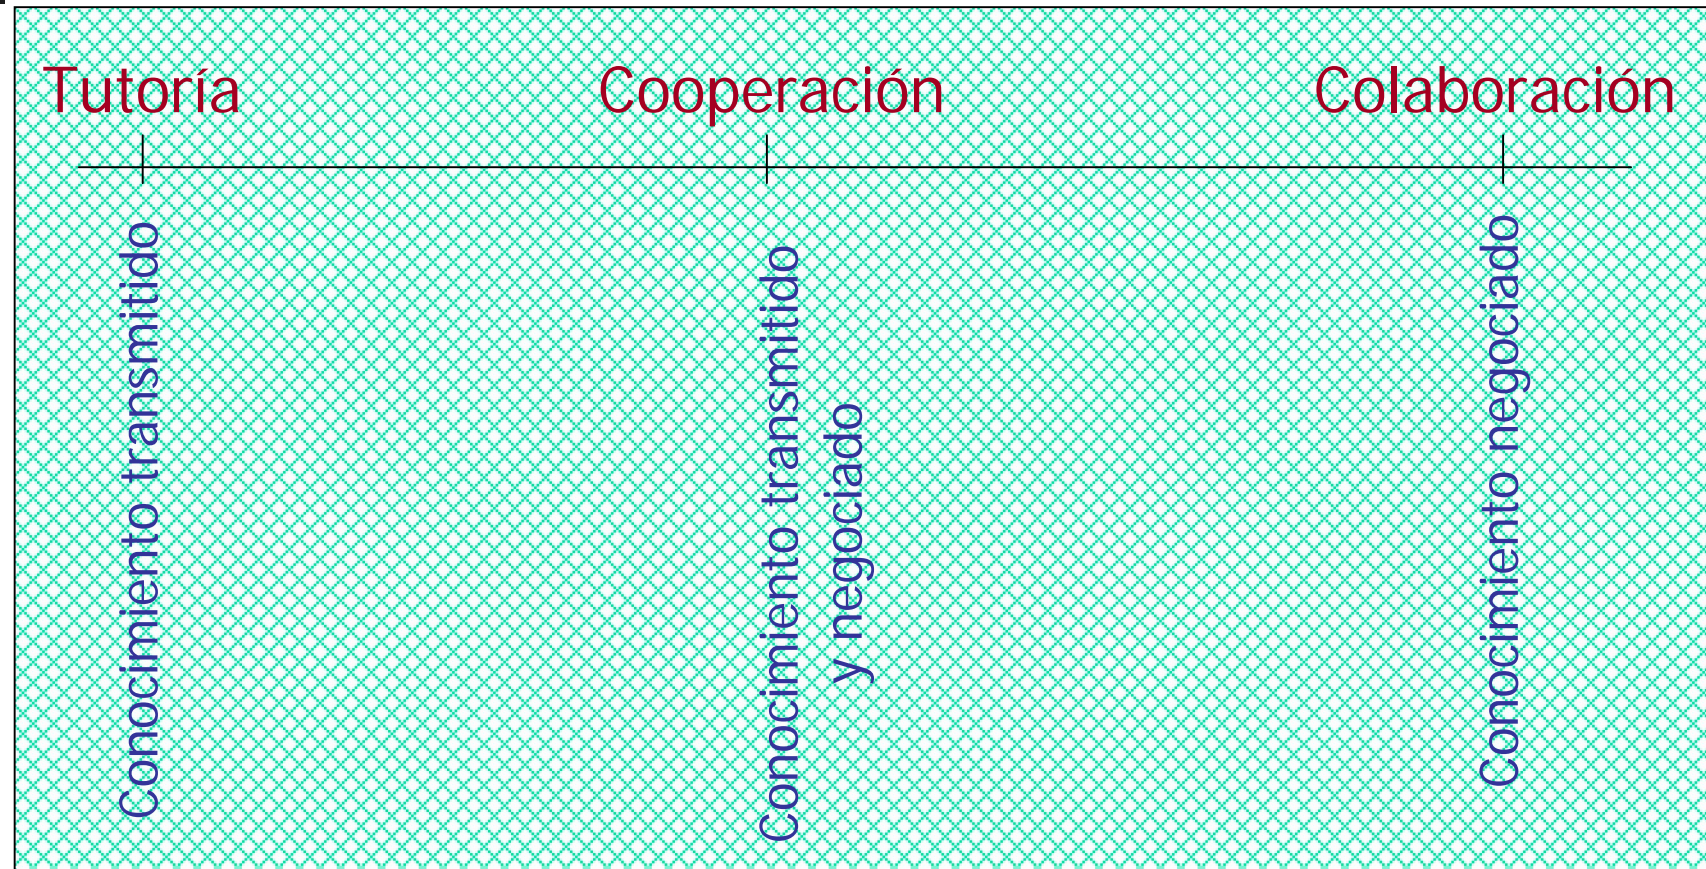 Tutoría
Cooperación
Colaboración
Conocimiento transmitido
Conocimiento transmitido
y negociado
Conocimiento negociado